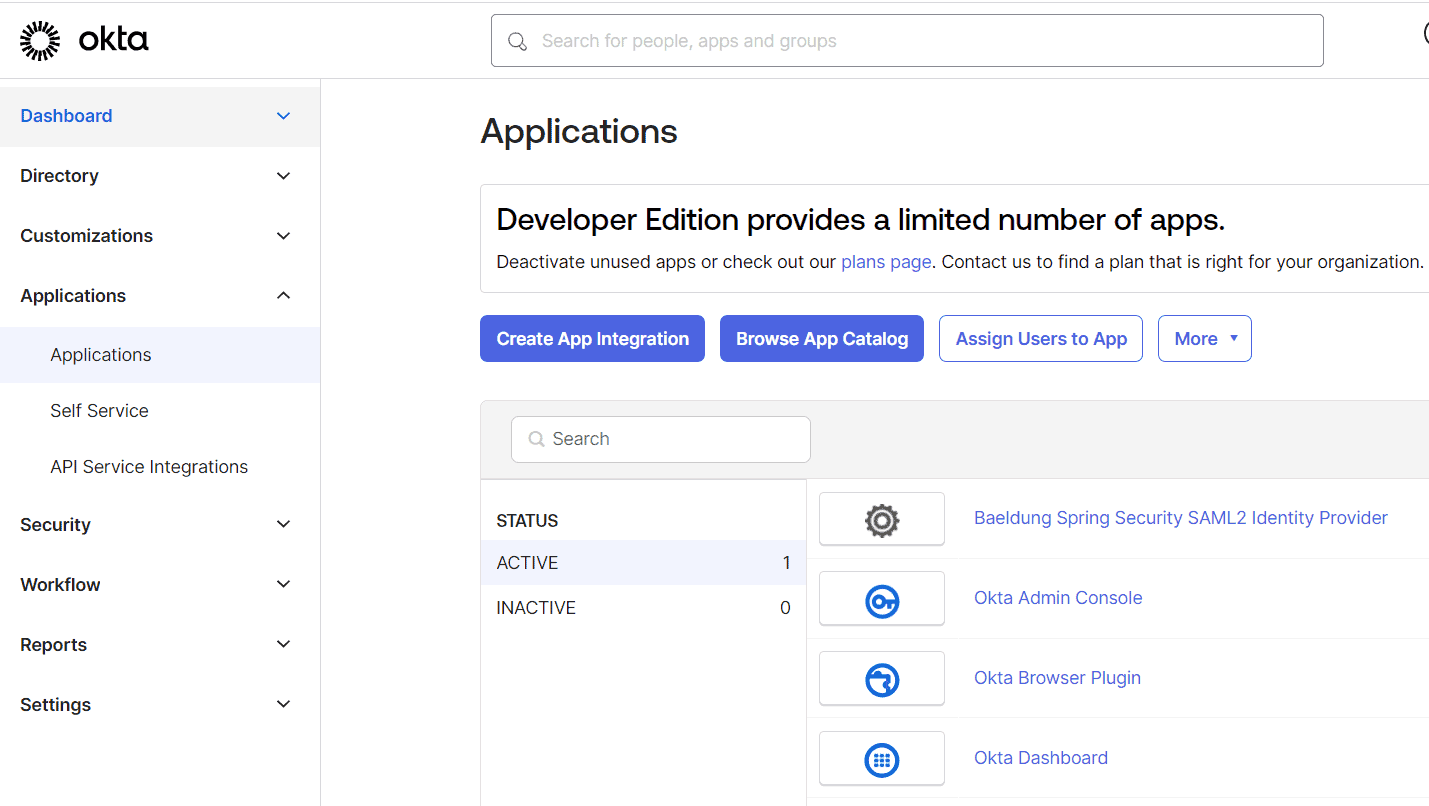 okta
Search for people, apps and groups
Dashboard
Directory
Customizations
Applications
Applications
Self Service
API Service Integrations
Security
Workflow
Reports
Settings
Applications
Developer Edition provides a limited number of apps.
Deactivate unused apps or check out our plans page. Contact us to find a plan that is right for your organization.
Create App Integration
Browse App Catalog
Assign Users to App
More
Search
STATUS
ACTIVE 1
INACTIVE 0
Baeldung Spring Security SAML2 Identity Provider
Okta Admin Console
Okta Browser Plugin
Okta Dashboard